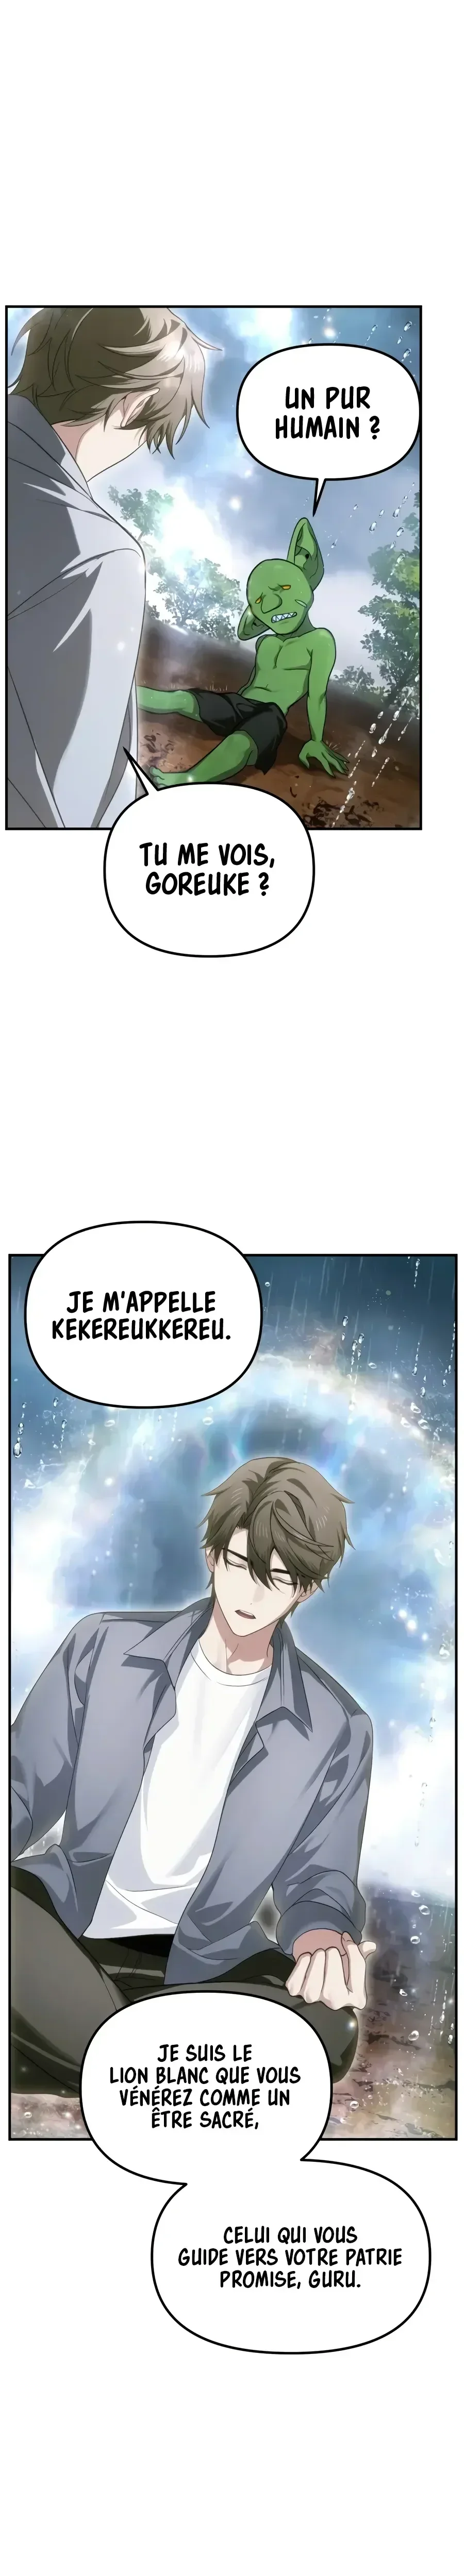 UN PUR
HUMAIN ?
TU ME VOIS,
GOREUKE ?
JE M'APPELLE
KEKEREUKKEREU.
JE SUIS LE
LION BLANC QUE VOUS
VÉNÉREZ COMME UN
ÊTRE SACRÉ,
CELUI QUI VOUS
GUIDE VERS VOTRE PATRIE
PROMISE, GURU.